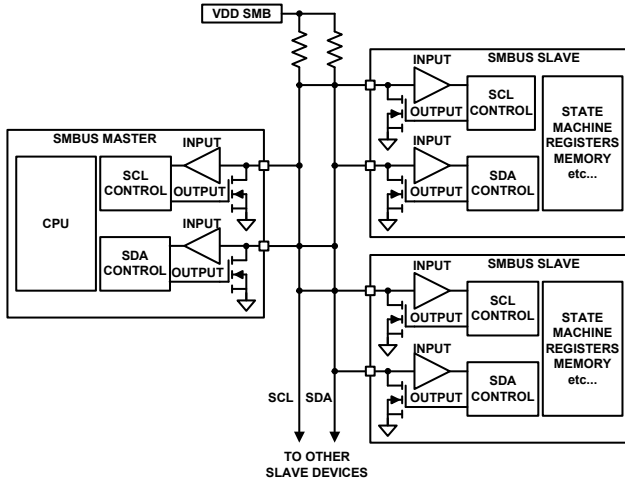 VDD SMB
SMBUS MASTER
CPU
SCL
CONTROL
INPUT
OUTPUT
SDA
CONTROL
INPUT
OUTPUT
SMBUS SLAVE
INPUT
OUTPUT
SCL
CONTROL
INPUT
OUTPUT
SDA
CONTROL
STATE
MACHINE
REGISTERS
MEMORY
etc...
SMBUS SLAVE
INPUT
OUTPUT
SCL
CONTROL
INPUT
OUTPUT
SDA
CONTROL
STATE
MACHINE
REGISTERS
MEMORY
etc...
SCL
SDA
TO OTHER
SLAVE DEVICES